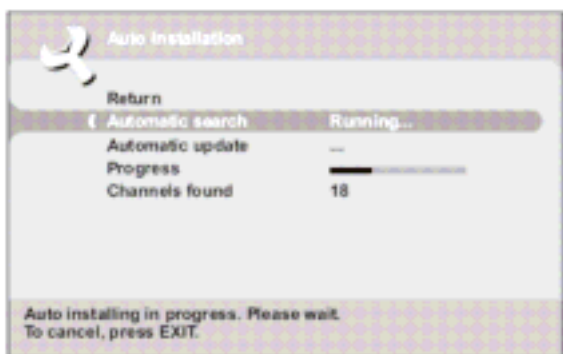 Auto Installation
Return
Automatic search Running...
Automatic update ...
Progress
Channels found 18
Auto installing in progress. Please wait.
To cancel, press EXIT.